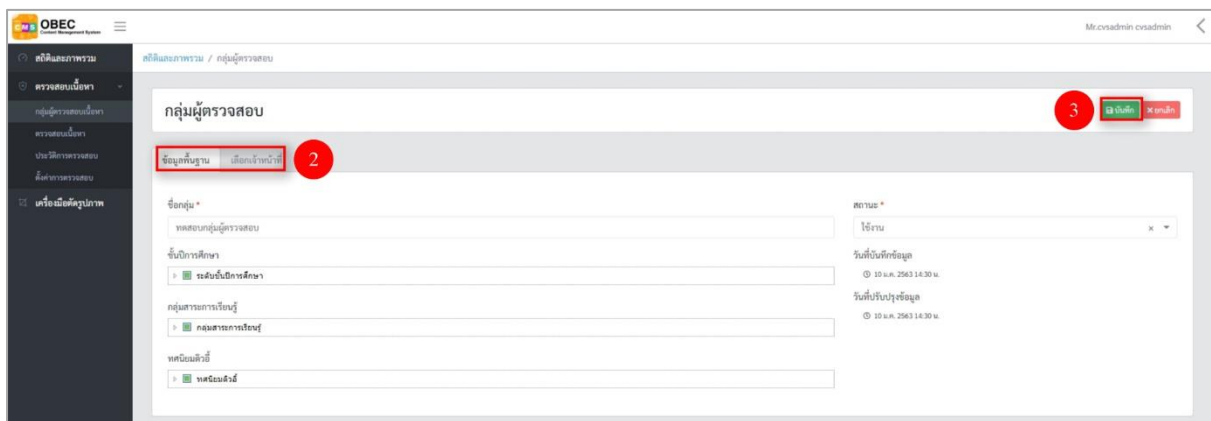 CMS OBEC
Content Management System
Mr.cvsadmin cvsadmin
สถิติและภาพรวม
ตรวจสอบเนื้อหา
กลุ่มผู้ตรวจสอบเนื้อหา
ตรวจสอบเนื้อหา
ประวัติการตรวจสอบ
ตั้งค่าการตรวจสอบ
เครื่องมือตัดรูปภาพ
สถิติและภาพรวม / กลุ่มผู้ตรวจสอบ
กลุ่มผู้ตรวจสอบ
3
บันทึก
ยกเลิก
ข้อมูลพื้นฐาน
เลือกเจ้าหน้าที่
2
ชื่อกลุ่ม *
ทดสอบกลุ่มผู้ตรวจสอบ
ชั้นปีการศึกษา
ระดับชั้นปีการศึกษา
กลุ่มสาระการเรียนรู้
กลุ่มสาระการเรียนรู้
ทศนิยมดิวอี้
ทศนิยมดิวอี้
สถานะ *
ใช้งาน
วันที่บันทึกข้อมูล
10 ม.ค. 2563 14:30 น.
วันที่ปรับปรุงข้อมูล
10 ม.ค. 2563 14:30 น.